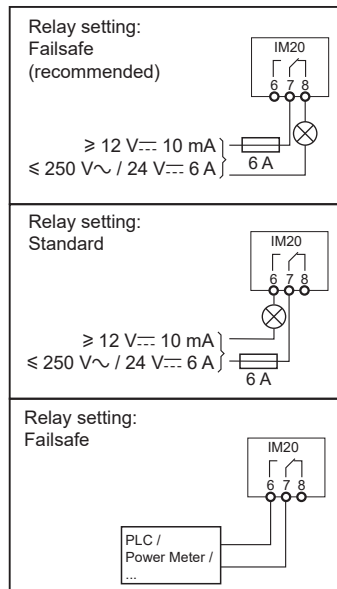 Relay setting:
Failsafe
(recommended)
IM20
6 7 8
≥ 12 V⎓ 10 mA
≤ 250 V∿ / 24 V⎓ 6 A
6 A
Relay setting:
Standard
IM20
6 7 8
≥ 12 V⎓ 10 mA
≤ 250 V∿ / 24 V⎓ 6 A
6 A
Relay setting:
Failsafe
IM20
6 7 8
PLC /
Power Meter /
...